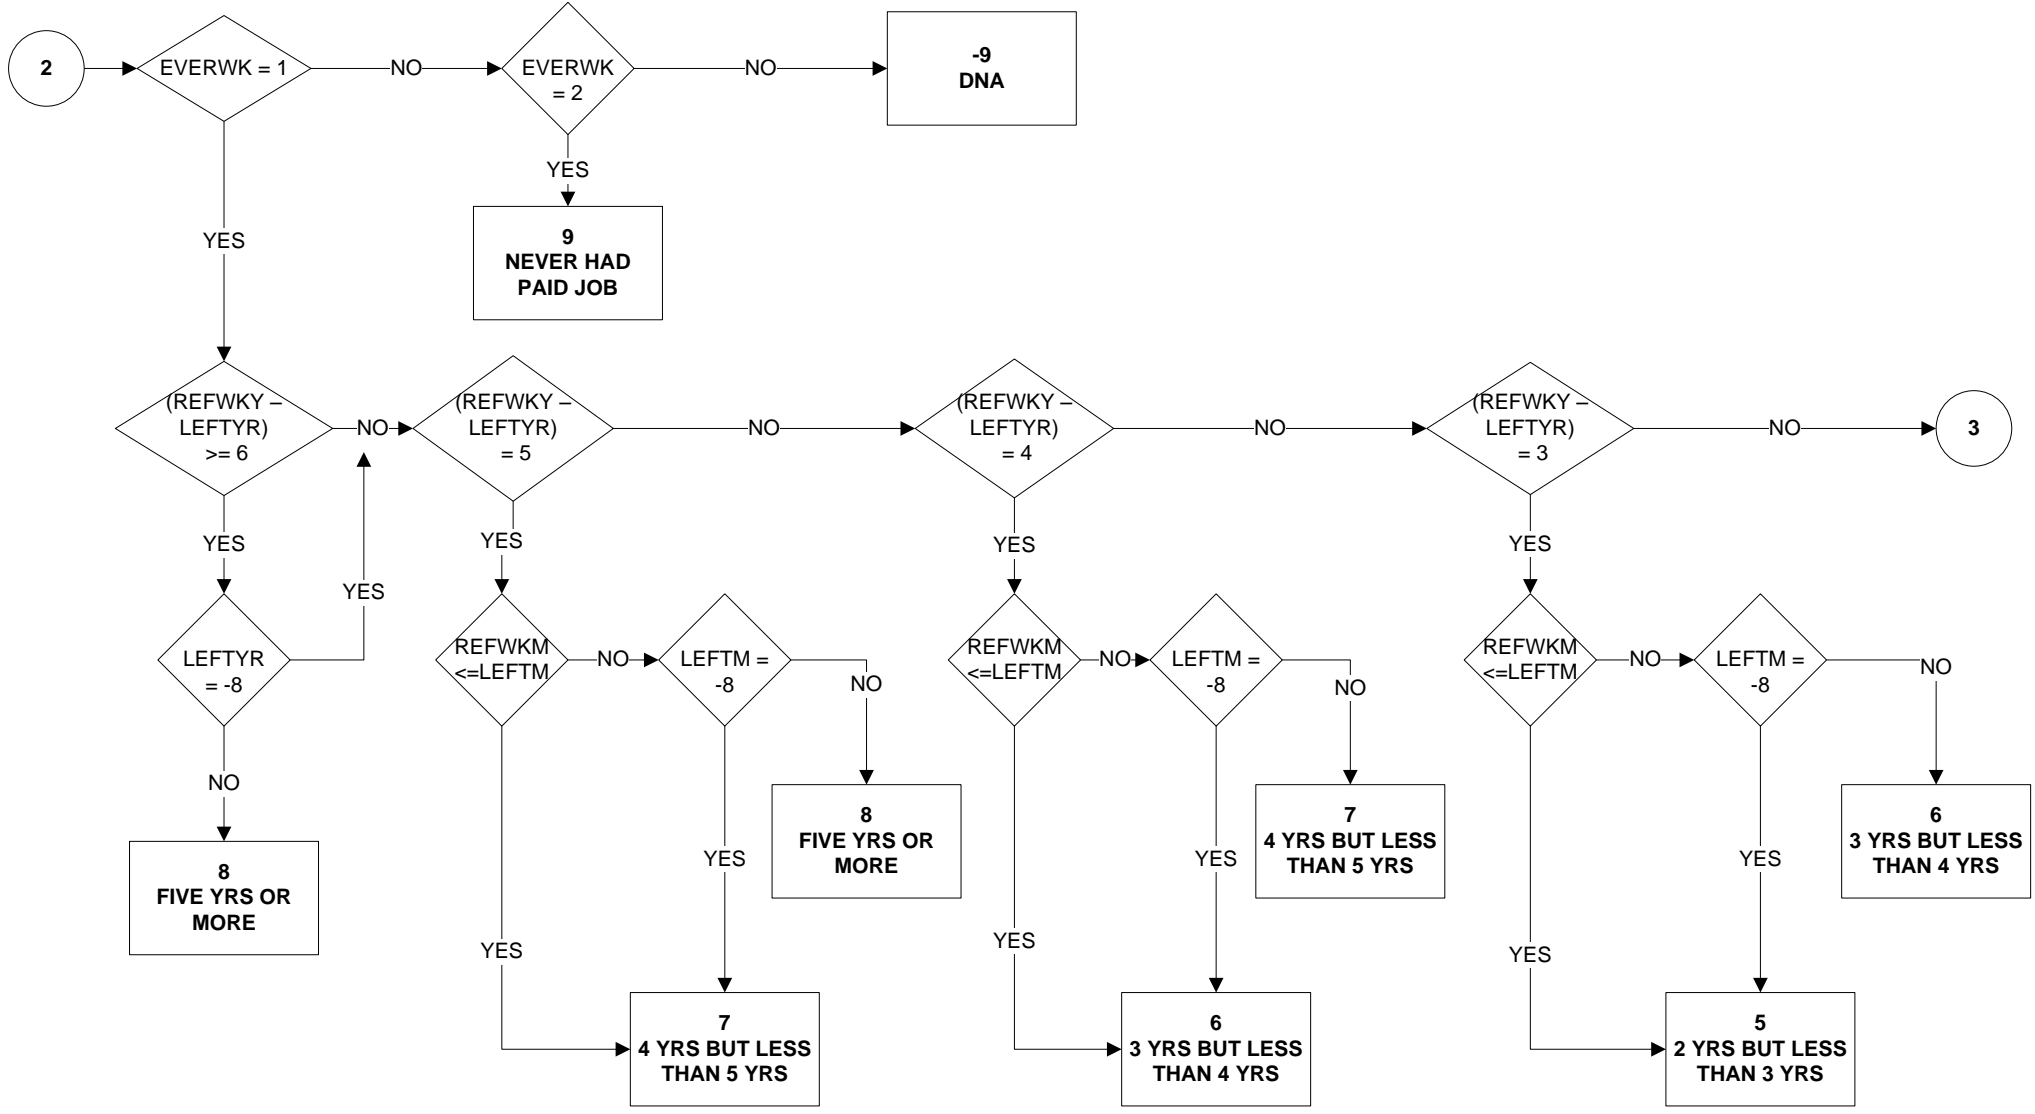 2
EVERWK = 1
NO
EVERWK
= 2
NO
-9
DNA
YES
YES
9
NEVER HAD
PAID JOB
(REFWKY –
LEFTYR)
>= 6
NO
(REFWKY –
LEFTYR)
= 5
NO
(REFWKY –
LEFTYR)
= 4
NO
(REFWKY –
LEFTYR)
= 3
NO
3
YES
YES
YES
YES
YES
LEFTYR
= -8
REFWKM
<=LEFTM
NO
LEFTM =
-8
NO
REFWKM
<=LEFTM
NO
LEFTM =
-8
NO
REFWKM
<=LEFTM
NO
LEFTM =
-8
NO
NO
8
FIVE YRS OR
MORE
YES
YES
8
FIVE YRS OR
MORE
7
4 YRS BUT LESS
THAN 5 YRS
YES
YES
7
4 YRS BUT LESS
THAN 5 YRS
6
3 YRS BUT LESS
THAN 4 YRS
YES
YES
6
3 YRS BUT LESS
THAN 4 YRS
5
2 YRS BUT LESS
THAN 3 YRS